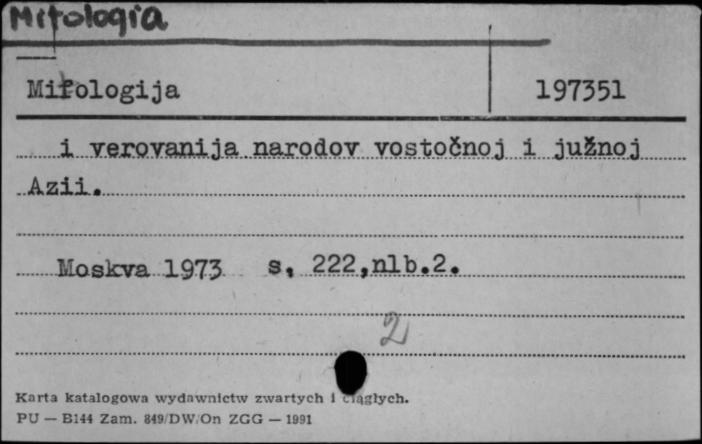 Mitologia
Mifologija 197351
i verovanija narodov vostočnoj i južnoj
Azii.
Moskva 1973 s, 222,nlb.2.
2
Karta katalogowa wydawnictw zwartych i ciągłych.
PU — B144 Zam. 849/DW/On ZGG — 1991